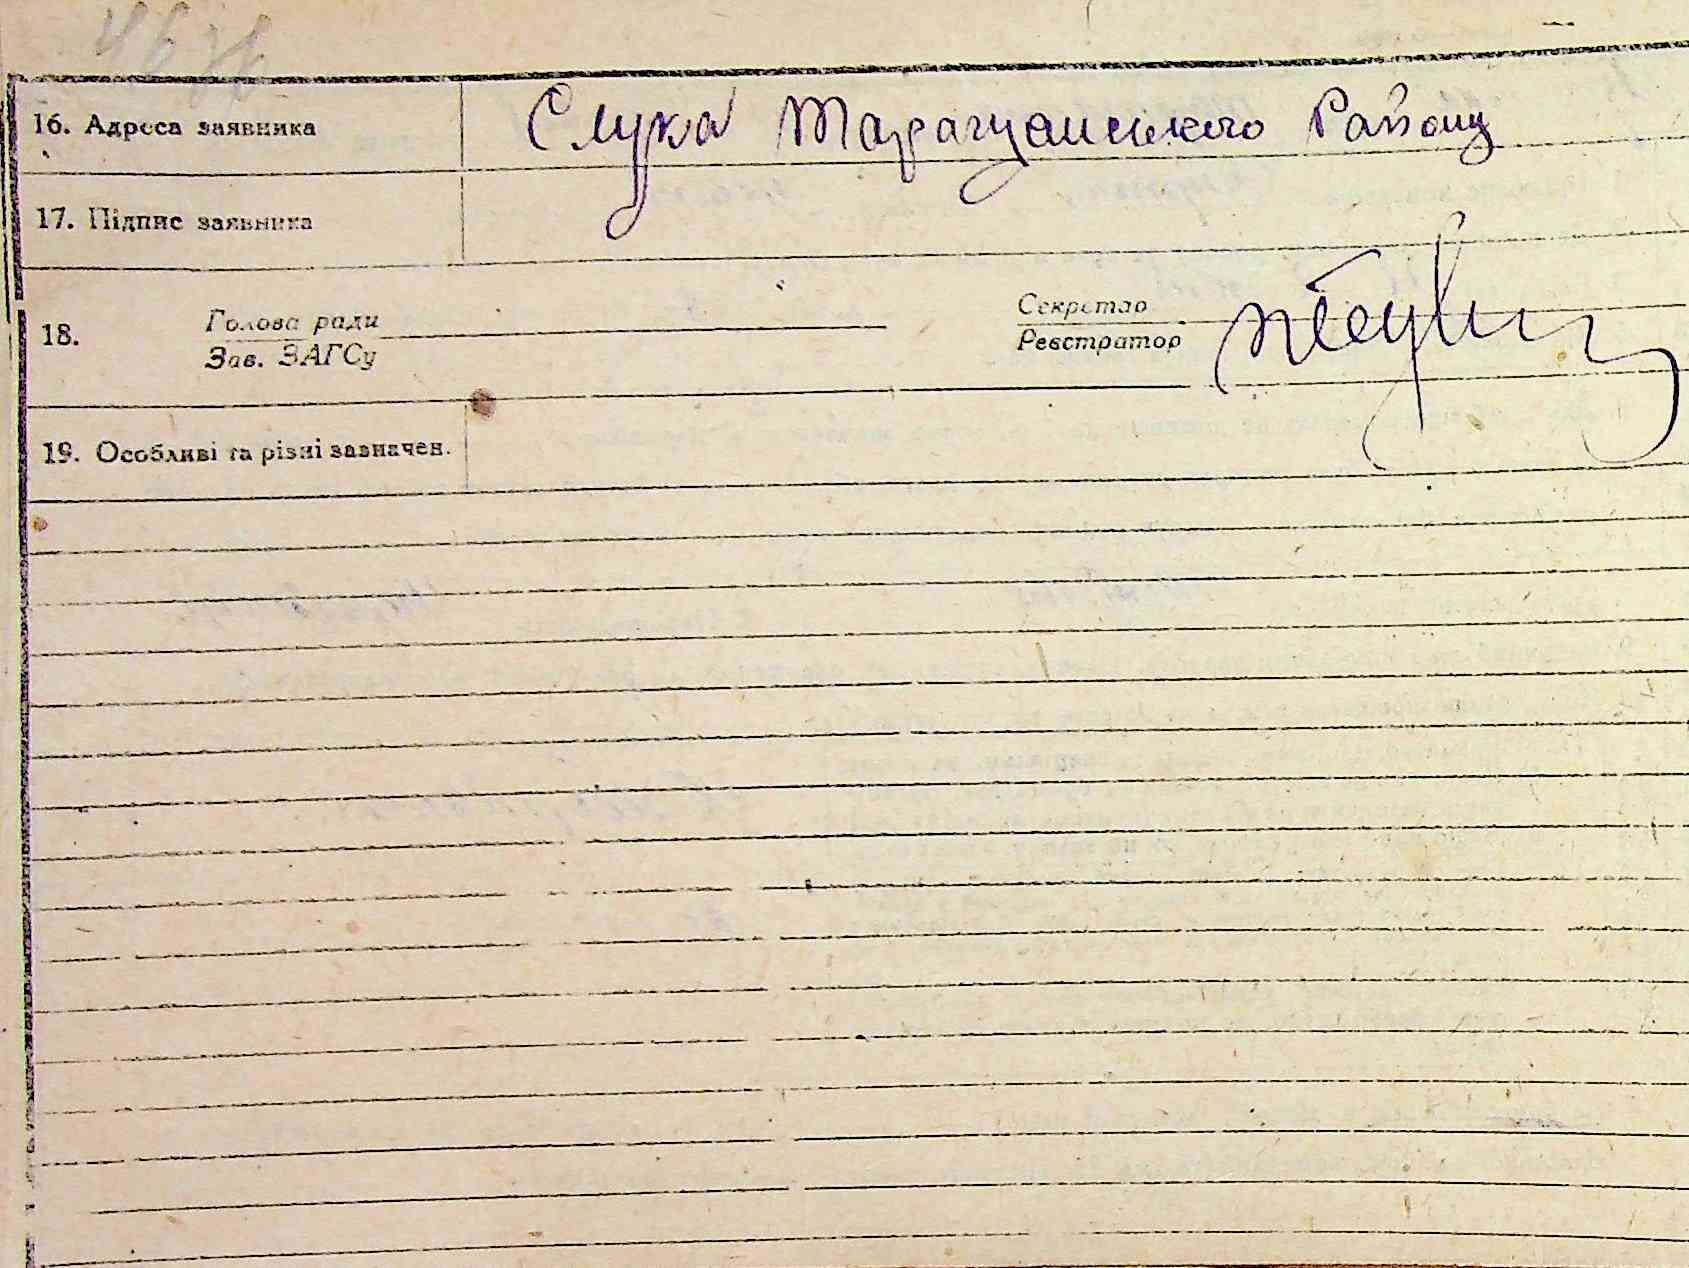 16. Адреса заявника Слука Таращанського Району
17. Підпис заявника
Голова ради Секретар
18.
Зав. ЗАГСу Реєстратор
19. Особливі та різні зазначен.